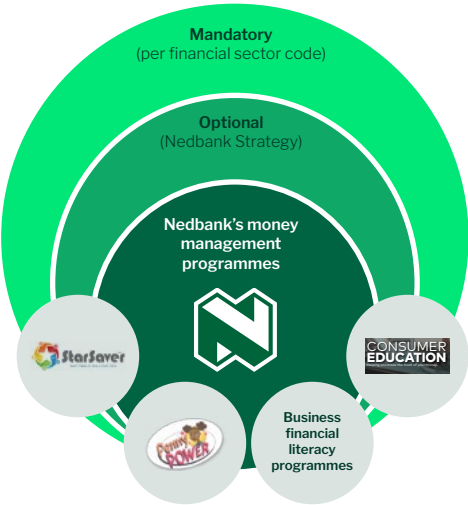 Mandatory
(per financial sector code)
Optional
(Nedbank Strategy)
Nedbank's money
management
programmes
StarSaver
CONSUMER
EDUCATION
Penny
POWER
Business
financial
literacy
programmes